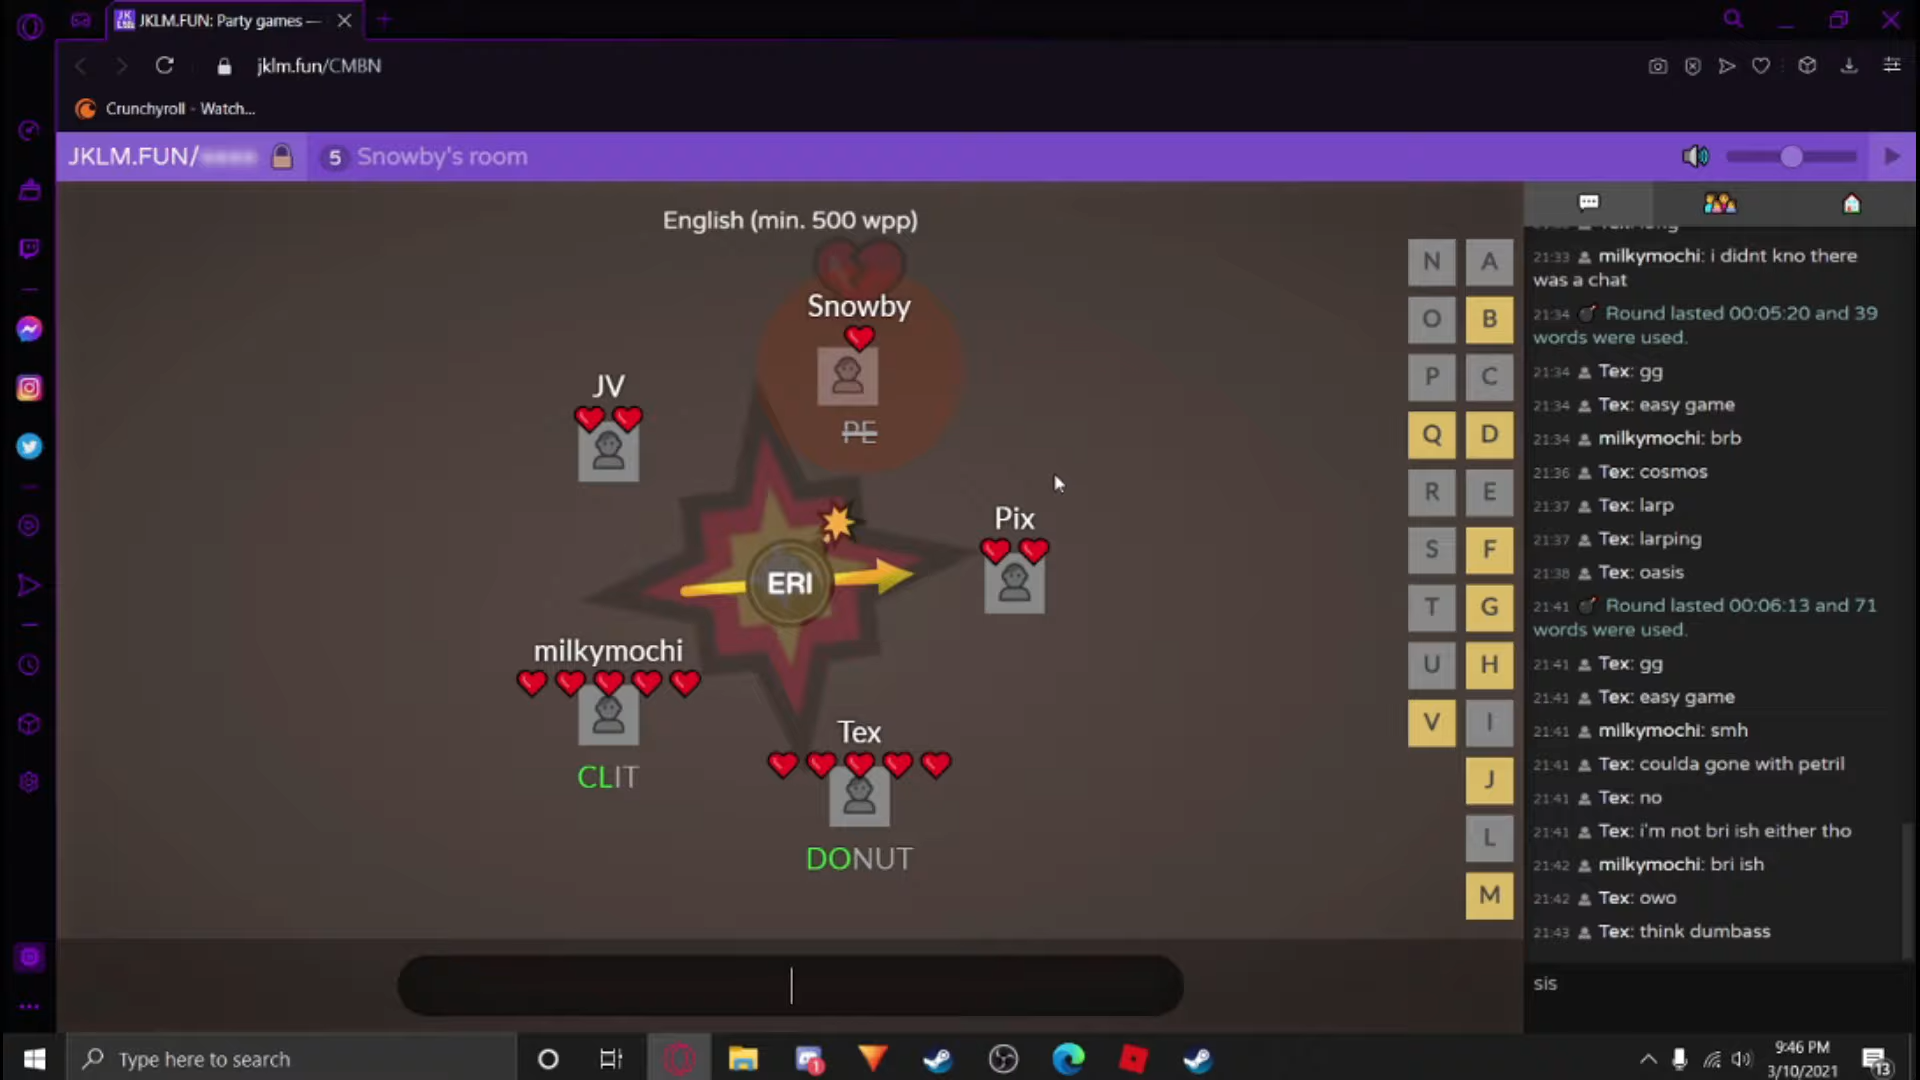 JKLM.FUN: Party games —
jklm.fun/CMBN
Crunchyroll - Watch...
JKLM.FUN/
5 Snowby's room
English (min. 500 wpp)
Snowby
PE
JV
Pix
ERI
milkymochi
CLIT
Tex
DONUT
N A
O B
P C
Q D
R E
S F
T G
U H
V I
J
L
M
21:33 milkymochi: i didnt kno there
was a chat
21:34 Round lasted 00:05:20 and 39
words were used.
21:34 Tex: gg
21:34 Tex: easy game
21:34 milkymochi: brb
21:36 Tex: cosmos
21:37 Tex: larp
21:37 Tex: larping
21:38 Tex: oasis
21:41 Round lasted 00:06:13 and 71
words were used.
21:41 Tex: gg
21:41 Tex: easy game
21:41 milkymochi: smh
21:41 Tex: coulda gone with petril
21:41 Tex: no
21:41 Tex: i'm not bri ish either tho
21:42 milkymochi: bri ish
21:42 Tex: owo
21:43 Tex: think dumbass
sis
Type here to search
1
9:46 PM
3/10/2021
13